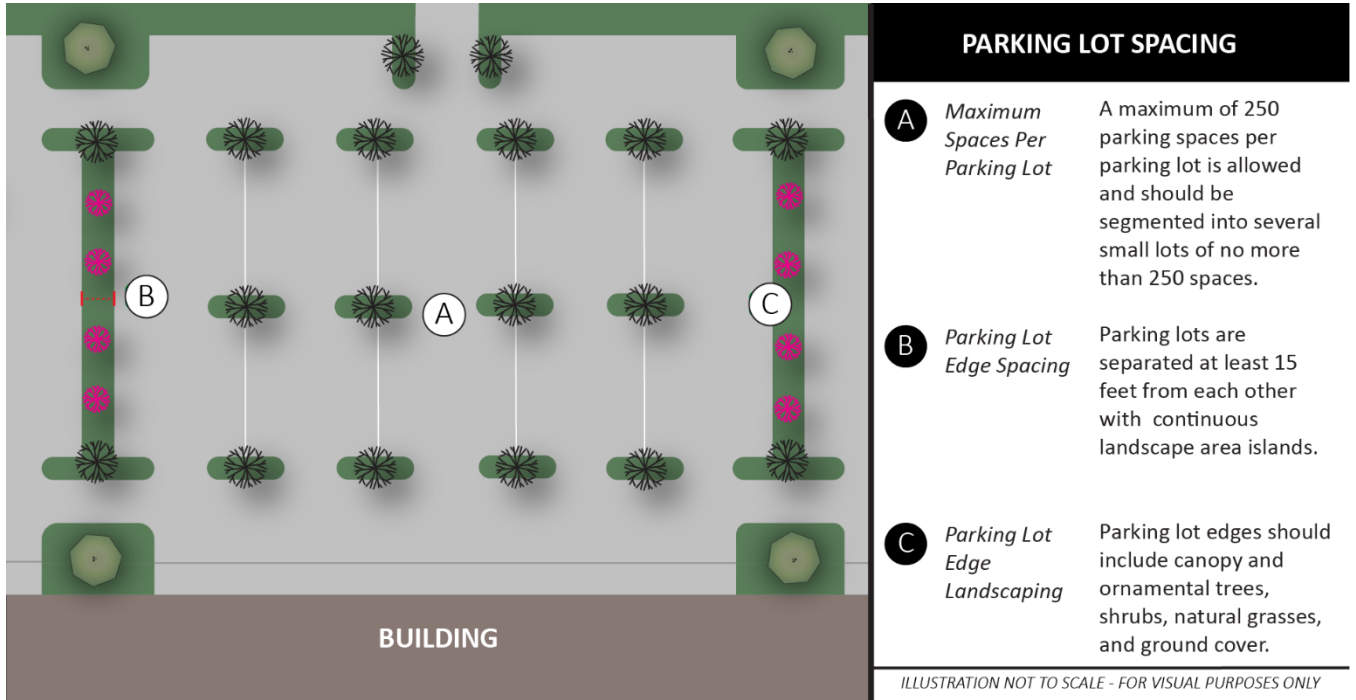 PARKING LOT SPACING
A
Maximum
Spaces Per
Parking Lot
A maximum of 250
parking spaces per
parking lot is allowed
and should be
segmented into several
small lots of no more
than 250 spaces.
B
Parking Lot
Edge Spacing
Parking lots are
separated at least 15
feet from each other
with continuous
landscape area islands.
C
Parking Lot
Edge
Landscaping
Parking lot edges should
include canopy and
ornamental trees,
shrubs, natural grasses,
and ground cover.
ILLUSTRATION NOT TO SCALE - FOR VISUAL PURPOSES ONLY
B
A
C
BUILDING